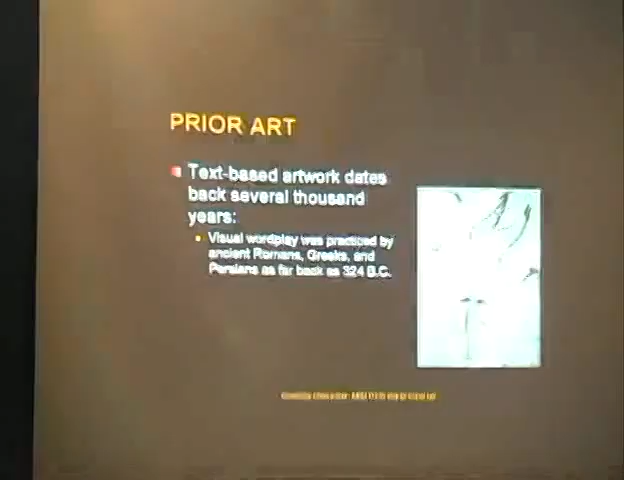 PRIOR ART
Text-based artwork dates
back several thousand
years:
Visual wordplay was practiced by
ancient Romans, Greeks, and
Persians as far back as 324 B.C.